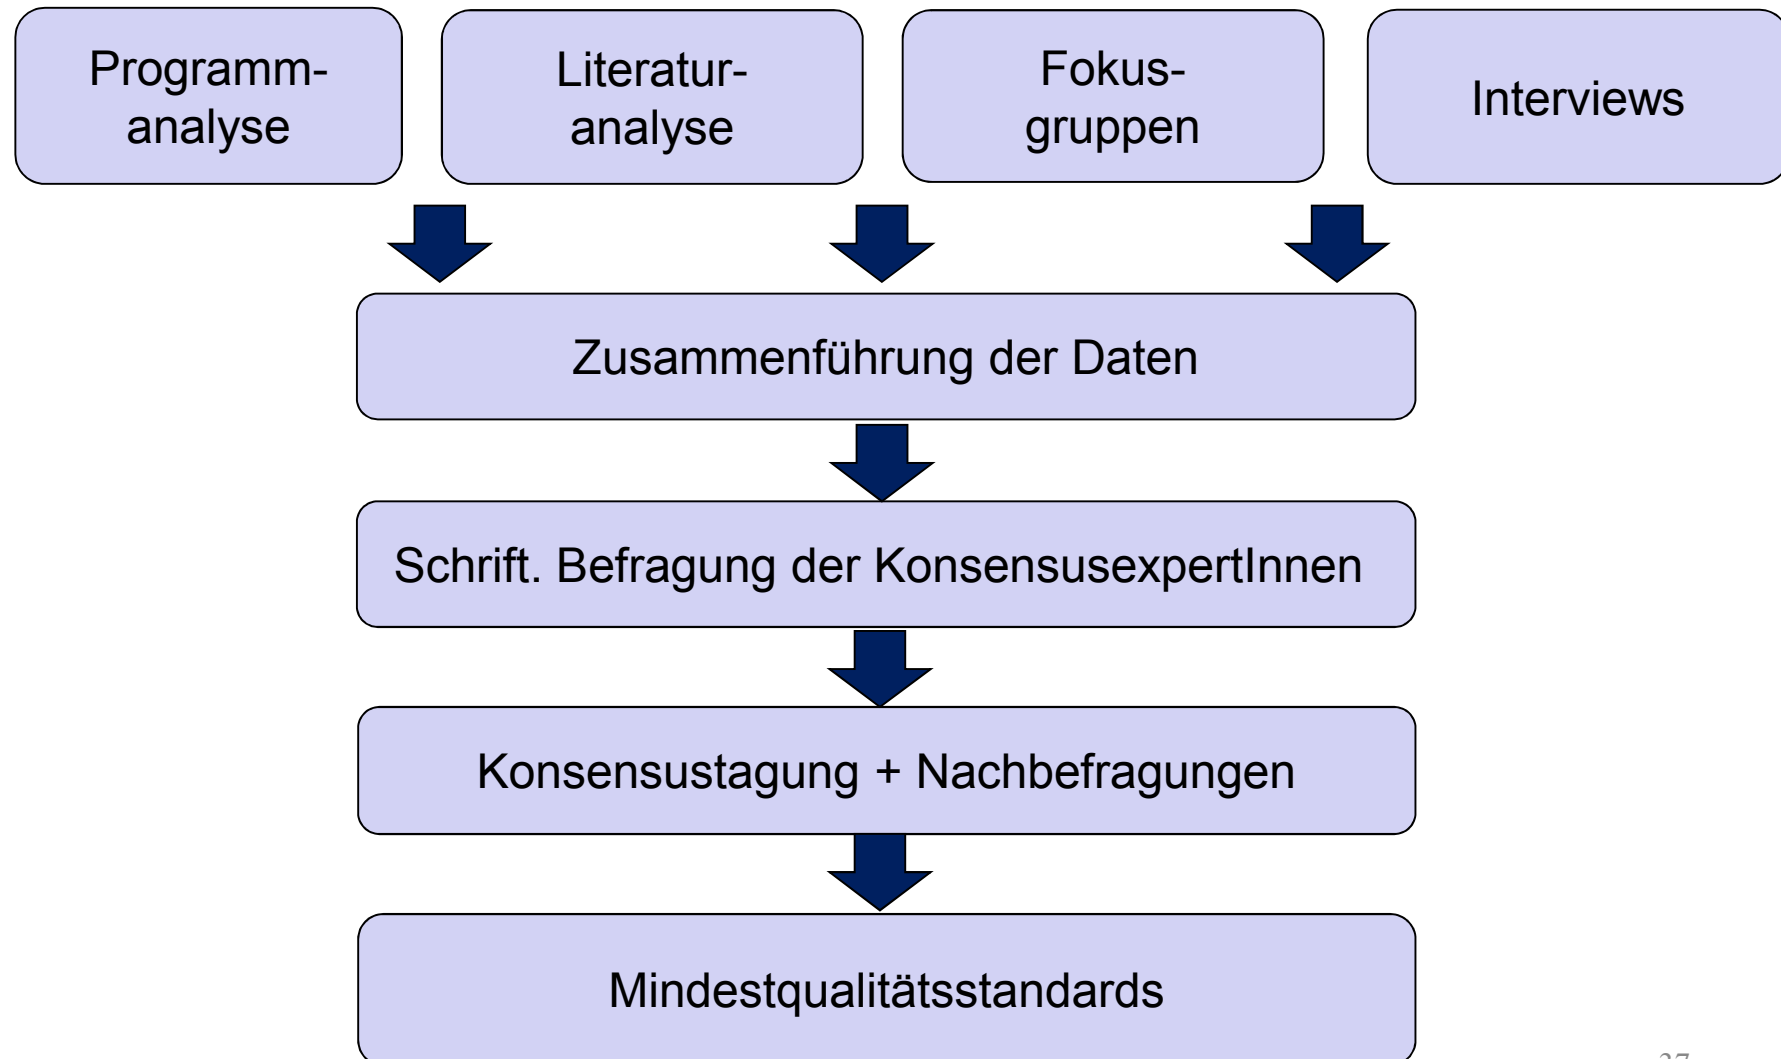 Programm-
analyse
Literatur-
analyse
Fokus-
gruppen
Interviews
Zusammenführung der Daten
Schrift. Befragung der KonsensusexpertInnen
Konsensustagung + Nachbefragungen
Mindestqualitätsstandards